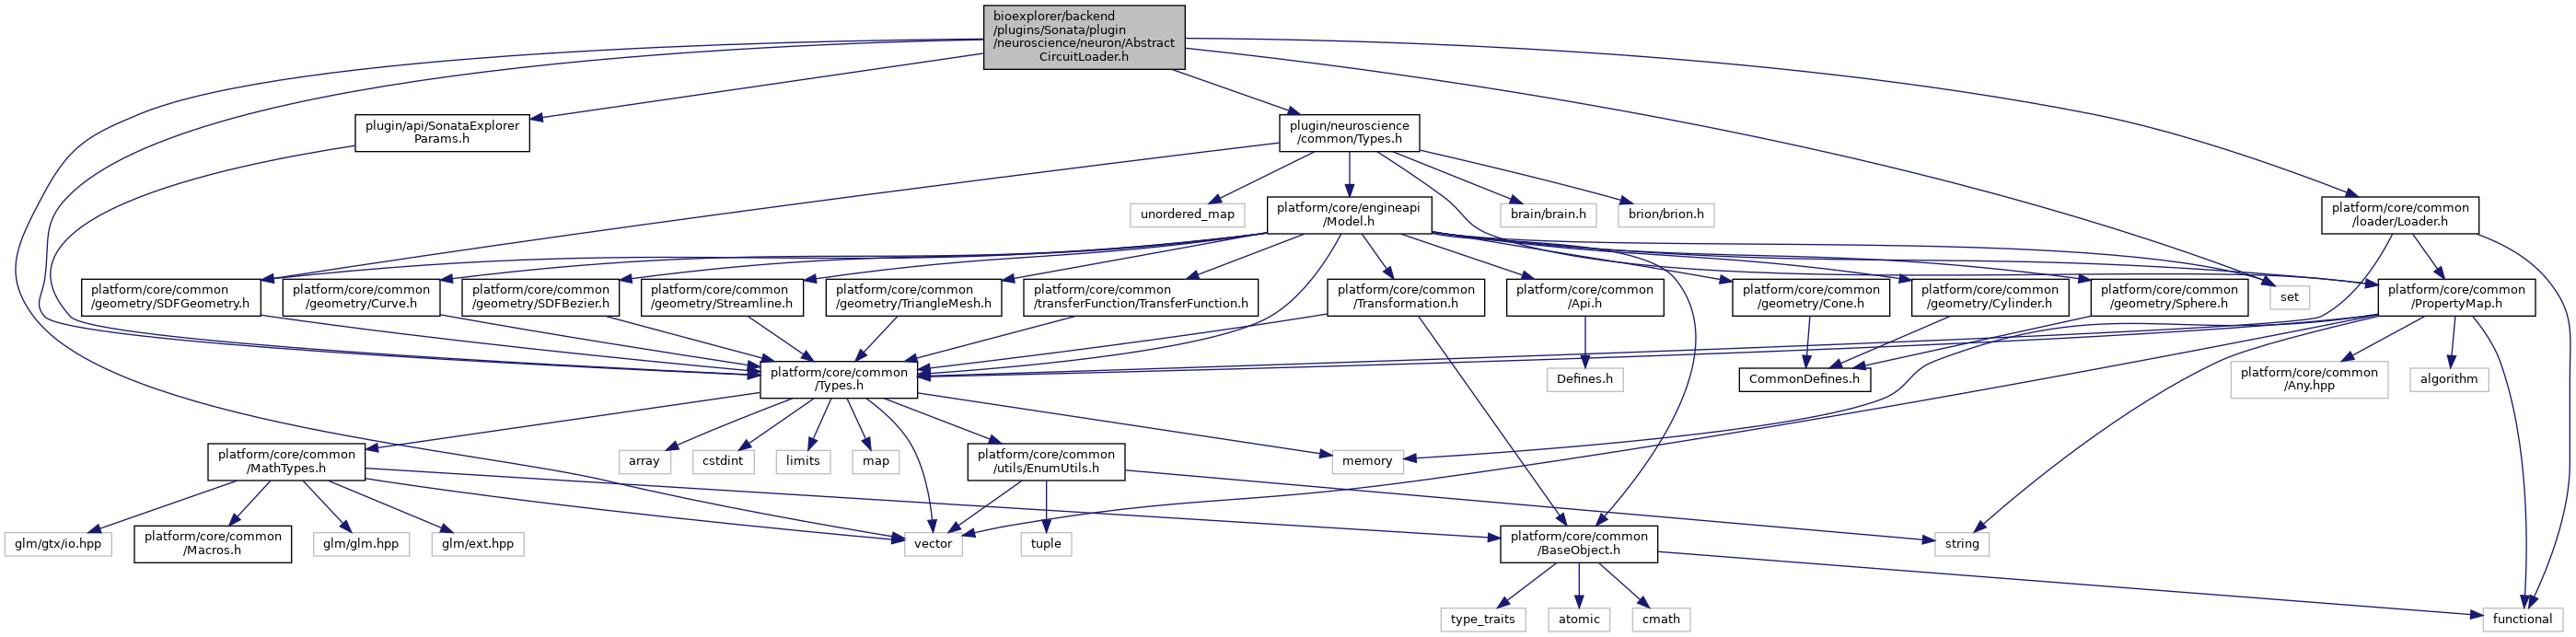 bioexplorer/backend
/plugins/Sonata/plugin
/neuroscience/neuron/Abstract
CircuitLoader.h
plugin/api/SonataExplorer
Params.h
plugin/neuroscience
/common/Types.h
unordered_map
platform/core/engineapi
/Model.h
brain/brain.h
brion/brion.h
platform/core/common
/loader/Loader.h
platform/core/common
/geometry/SDFGeometry.h
platform/core/common
/geometry/Curve.h
platform/core/common
/geometry/SDFBezier.h
platform/core/common
/geometry/Streamline.h
platform/core/common
/geometry/TriangleMesh.h
platform/core/common
/transferFunction/TransferFunction.h
platform/core/common
/Transformation.h
platform/core/common
/Api.h
platform/core/common
/geometry/Cone.h
platform/core/common
/geometry/Cylinder.h
platform/core/common
/geometry/Sphere.h
set
platform/core/common
/PropertyMap.h
platform/core/common
/Types.h
Defines.h
CommonDefines.h
platform/core/common
/Any.hpp
algorithm
platform/core/common
/MathTypes.h
array
cstdint
limits
map
platform/core/common
/utils/EnumUtils.h
memory
glm/gtx/io.hpp
platform/core/common
/Macros.h
glm/glm.hpp
glm/ext.hpp
vector
tuple
platform/core/common
/BaseObject.h
string
type_traits
atomic
cmath
functional